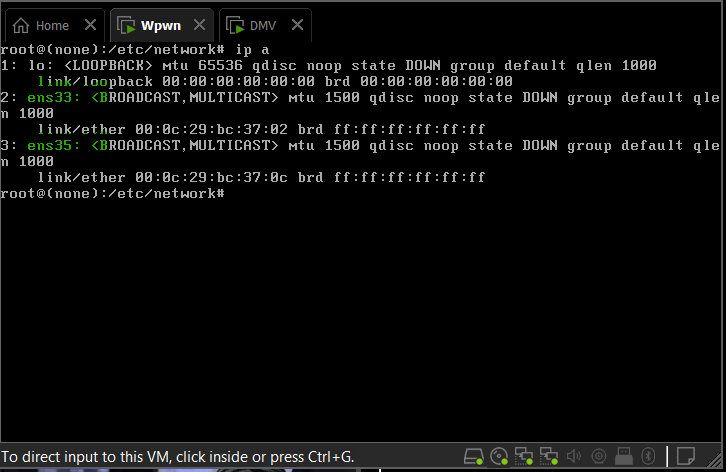 Home
Wpwn
DMV
root@(none):/etc/network# ip a
1: lo: <LOOPBACK> mtu 65536 qdisc noop state DOWN group default qlen 1000
    link/loopback 00:00:00:00:00:00 brd 00:00:00:00:00:00
2: ens33: <BROADCAST,MULTICAST> mtu 1500 qdisc noop state DOWN group default qle
n 1000
    link/ether 00:0c:29:bc:37:02 brd ff:ff:ff:ff:ff:ff
3: ens35: <BROADCAST,MULTICAST> mtu 1500 qdisc noop state DOWN group default qle
n 1000
    link/ether 00:0c:29:bc:37:0c brd ff:ff:ff:ff:ff:ff
root@(none):/etc/network#
To direct input to this VM, click inside or press Ctrl+G.